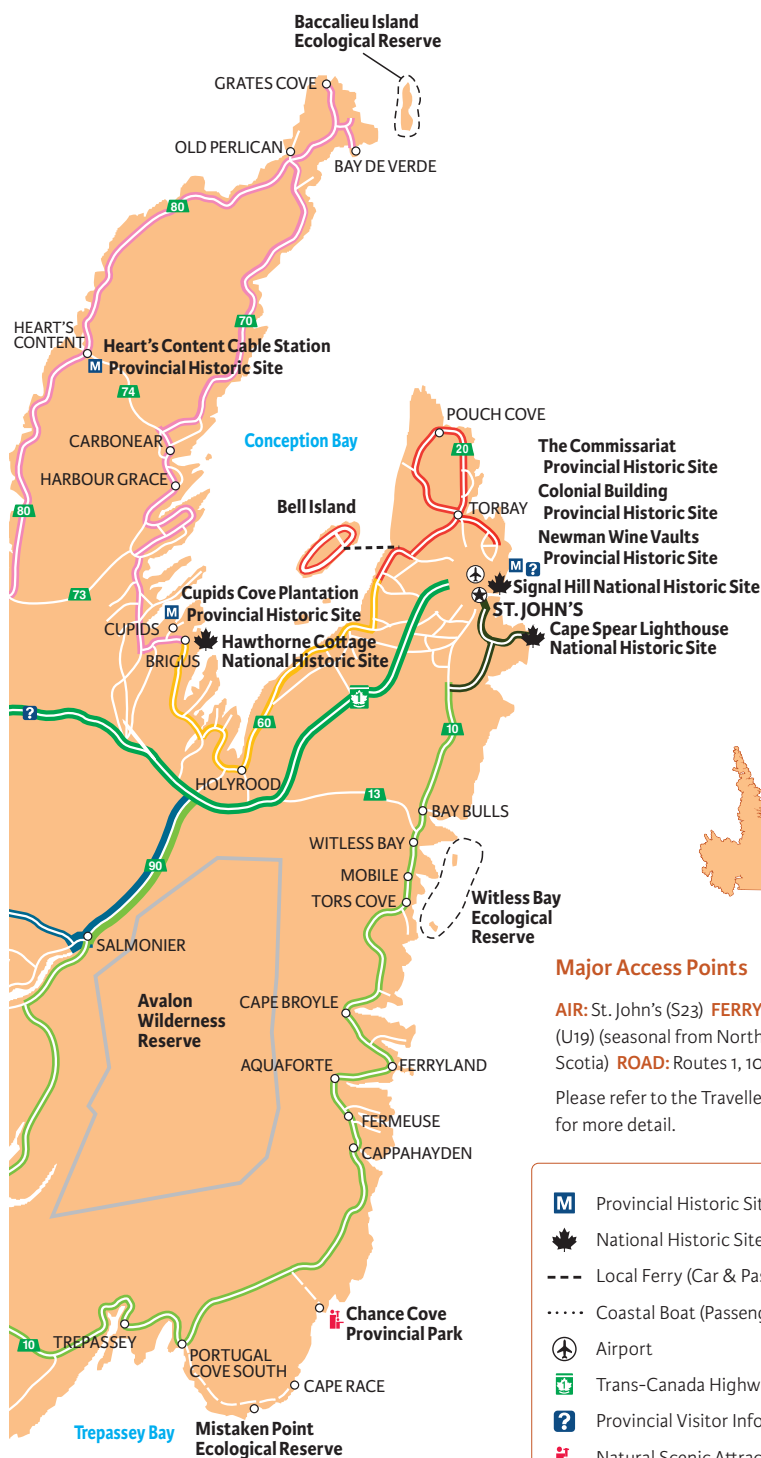 Baccalieu Island
Ecological Reserve
GRATES COVE
OLD PERLICAN
BAY DE VERDE
80
70
HEART'S
CONTENT
Heart's Content Cable Station
Provincial Historic Site
74
POUCH COVE
CARBONEAR
Conception Bay
20
The Commissariat
Provincial Historic Site
HARBOUR GRACE
Colonial Building
Provincial Historic Site
80
Bell Island
TORBAY
Newman Wine Vaults
Provincial Historic Site
M
?
73
Cupids Cove Plantation
Provincial Historic Site
Signal Hill National Historic Site
ST. JOHN'S
CUPIDS
Cape Spear Lighthouse
National Historic Site
BRIGUS
Hawthorne Cottage
National Historic Site
M
M
1
?
60
10
HOLYROOD
13
BAY BULLS
WITLESS BAY
90
MOBILE
TORS COVE
Witless Bay
Ecological
Reserve
SALMONIER
Avalon
Wilderness
Reserve
CAPE BROYLE
AQUAFORTE
FERRYLAND
FERMEUSE
CAPPAHAYDEN
Chance Cove
Provincial Park
10
TREPASSEY
PORTUGAL
COVE SOUTH
CAPE RACE
Trepassey Bay
Mistaken Point
Ecological Reserve
Major Access Points
AIR: St. John's (S23) FERRY
(U19) (seasonal from North
Scotia) ROAD: Routes 1, 10
Please refer to the Travelle
for more detail.
M Provincial Historic Sit
National Historic Site
Local Ferry (Car & Pas
Coastal Boat (Passeng
Airport
1 Trans-Canada Highw
? Provincial Visitor Info
Natural Scenic Attrac